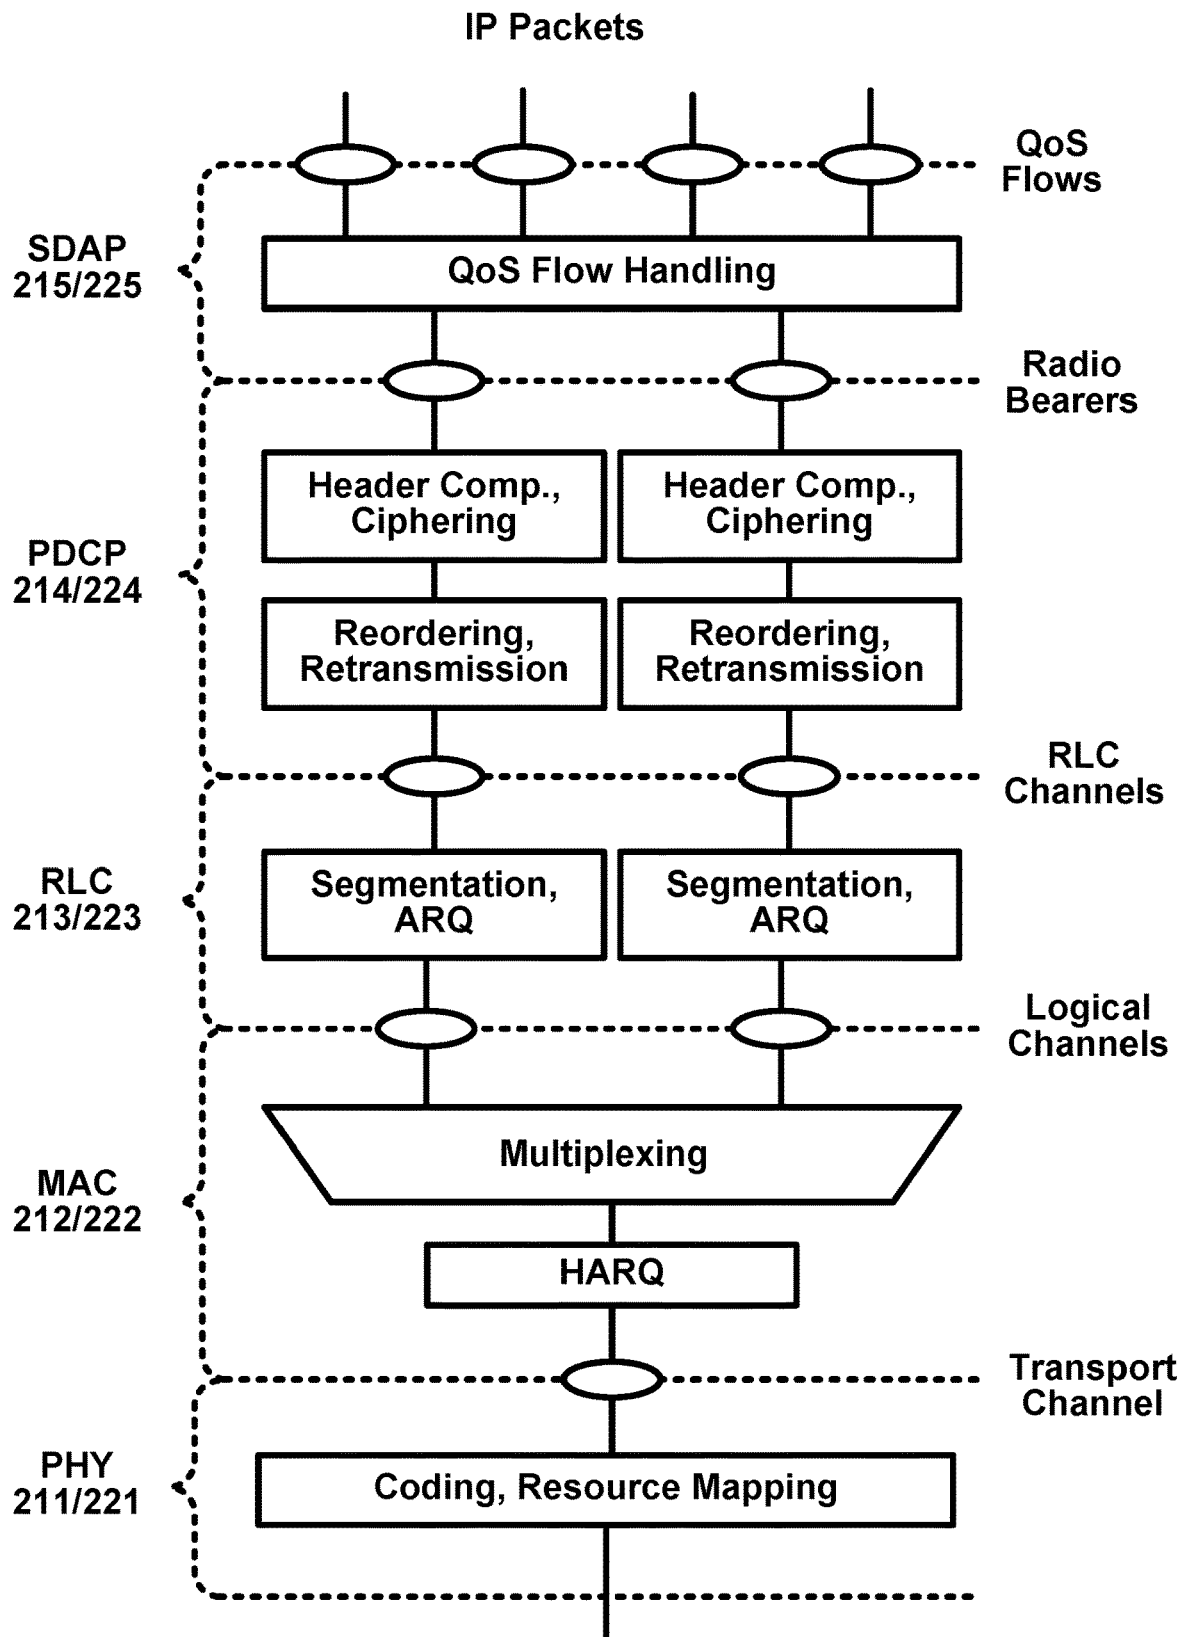 IP Packets
QoS
Flows
SDAP
215/225
QoS Flow Handling
Radio
Bearers
Header Comp.,
Ciphering
Header Comp.,
Ciphering
PDCP
214/224
Reordering,
Retransmission
Reordering,
Retransmission
RLC
Channels
RLC
213/223
Segmentation,
ARQ
Segmentation,
ARQ
Logical
Channels
Multiplexing
MAC
212/222
HARQ
Transport
Channel
PHY
211/221
Coding, Resource Mapping